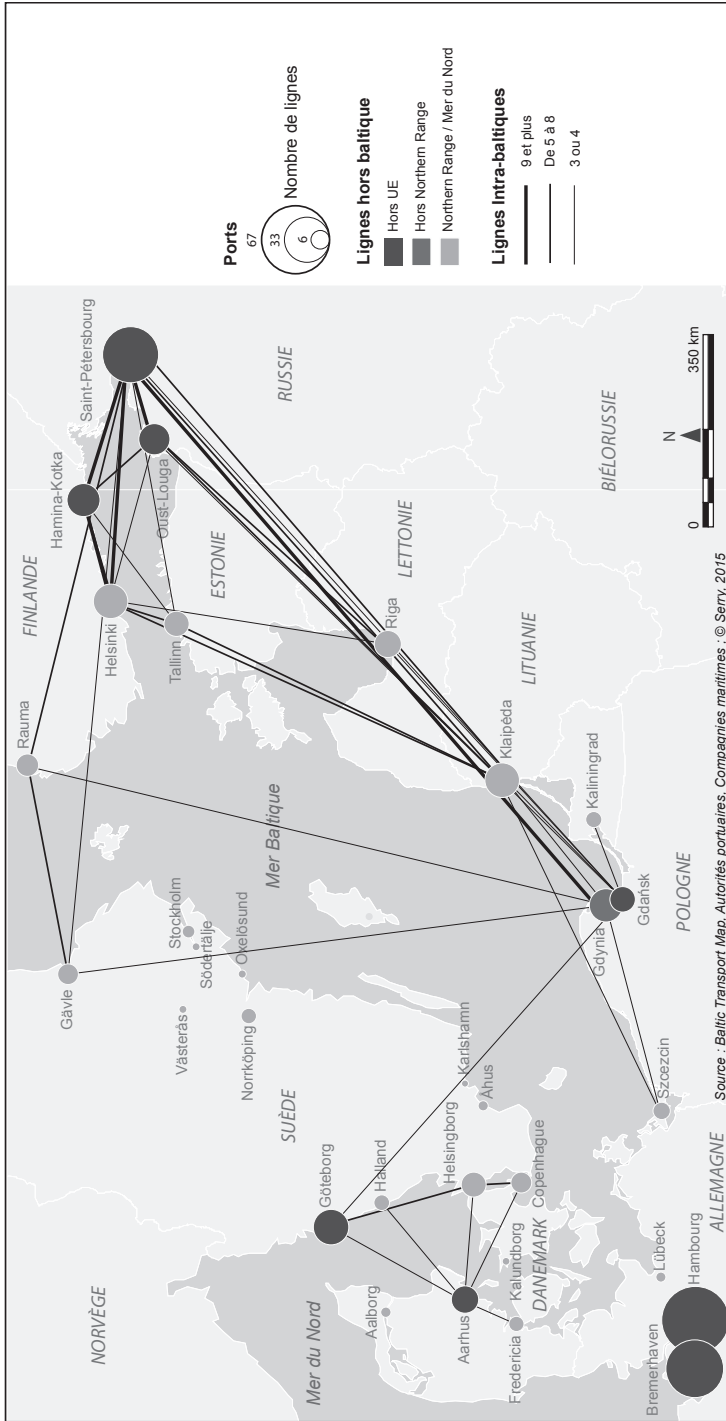 NORVÈGE
SUÈDE
FINLANDE
RUSSIE
ESTONIE
LETTONIE
LITUANIE
BIÉLORUSSIE
POLOGNE
ALLEMAGNE
DANEMARK
Mer du Nord
Mer Baltique
Gävle
Rauma
Hamina-Kotka
Saint-Pétersbourg
Helsinki
Oust-Louga
Tallinn
Stockholm
Södertälje
Västerås
Oxelösund
Norrköping
Göteborg
Halland
Aalborg
Helsingborg
Karlshamn
Åhus
Aarhus
Copenhague
Kalundborg
Fredericia
Riga
Klaipéda
Kaliningrad
Gdynia
Gdańsk
Szcezcin
Lübeck
Hambourg
Bremerhaven
N
0
350 km
Ports
67
33
6
Nombre de lignes
Lignes hors baltique
Hors UE
Hors Northern Range
Northern Range / Mer du Nord
Lignes Intra-baltiques
9 et plus
De 5 à 8
3 ou 4
Source : Baltic Transport Map, Autorités portuaires, Compagnies maritimes ; © Serry, 2015